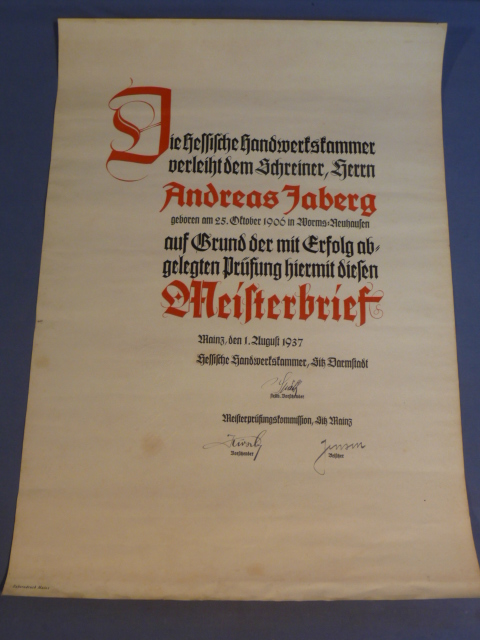 Die Hessische Handwerkskammer
verleiht dem Schreiner, Herrn
Andreas Jaberg
geboren am 25. Oktober 1906 in Worms-Neuhausen
auf Grund der mit Erfolg ab-
gelegten Prüfung hiermit diesen
Meisterbrief
Mainz, den 1. August 1937
Hessische Handwerkskammer, Sitz Darmstadt
Vorsitzender
Meisterprüfungskommission, Sitz Mainz
Vorsitzender Beisitzer